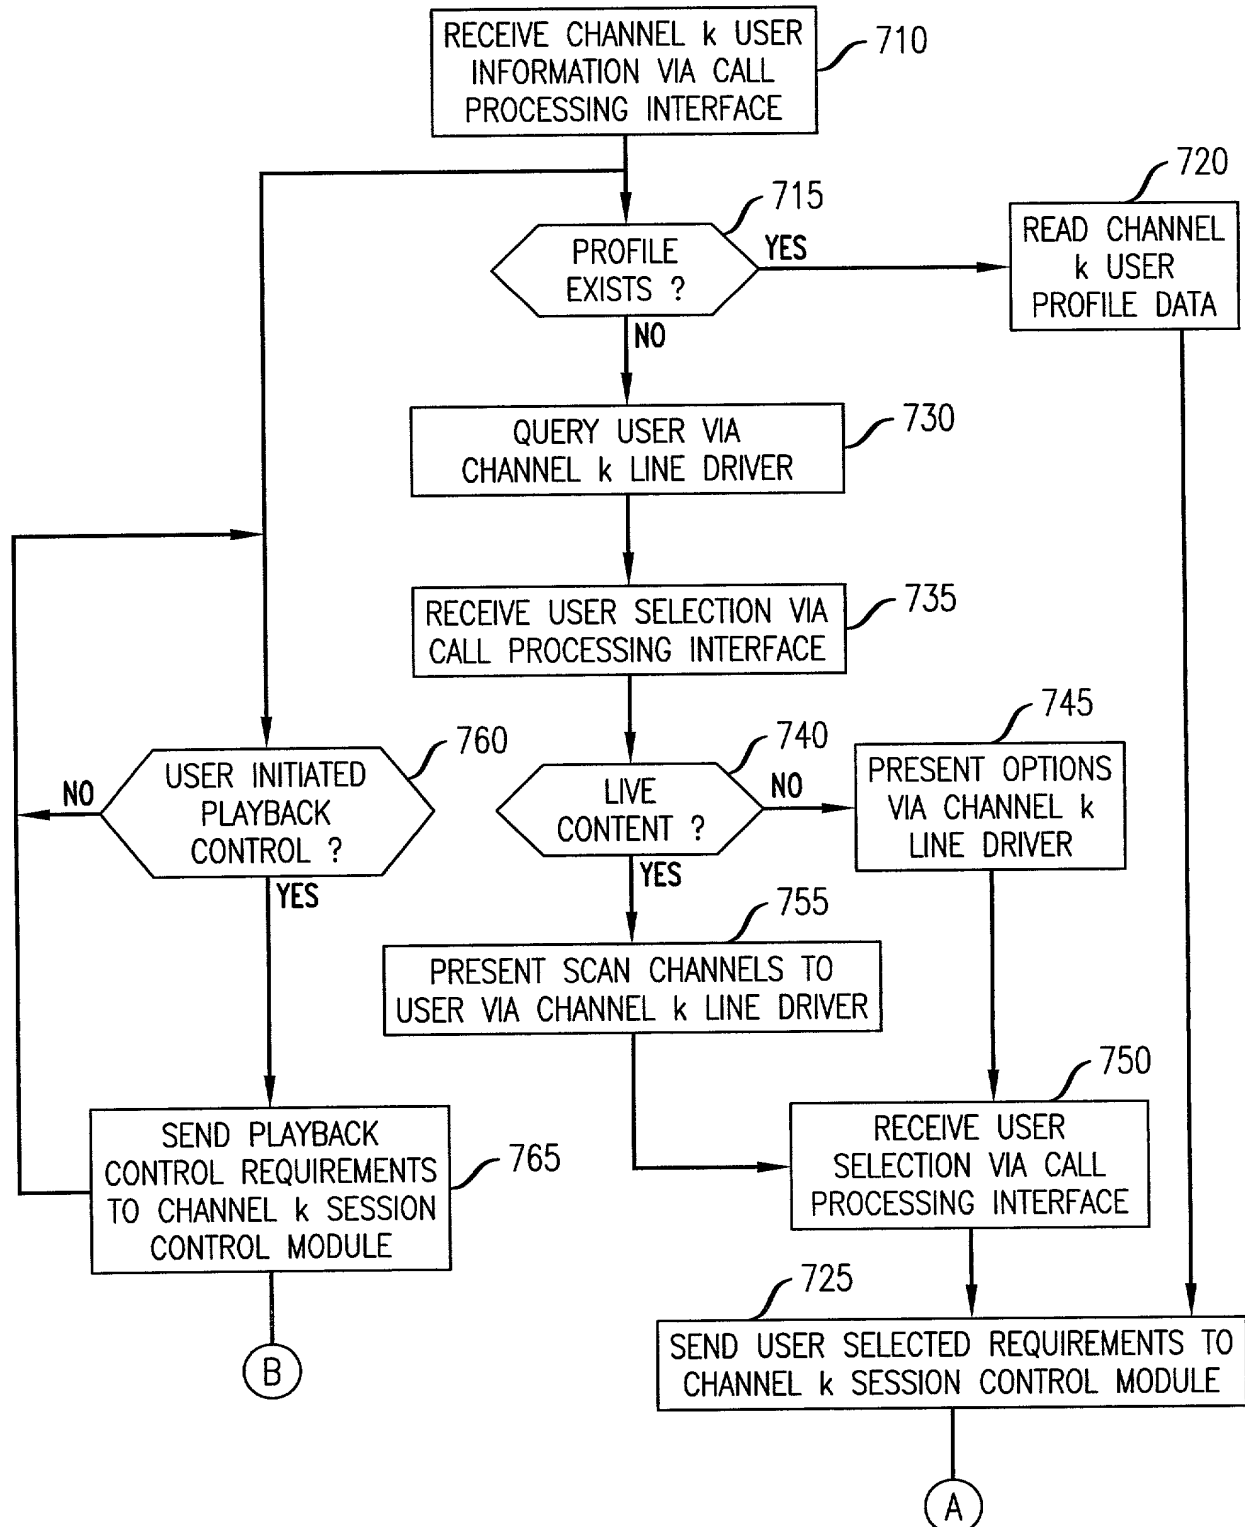 RECEIVE CHANNEL k USER
INFORMATION VIA CALL
PROCESSING INTERFACE
710
720
READ CHANNEL
k USER
PROFILE DATA
715
PROFILE
EXISTS ?
YES
NO
730
QUERY USER VIA
CHANNEL k LINE DRIVER
735
RECEIVE USER SELECTION VIA
CALL PROCESSING INTERFACE
760
USER INITIATED
PLAYBACK
CONTROL ?
NO
YES
740
LIVE
CONTENT ?
NO
YES
745
PRESENT OPTIONS
VIA CHANNEL k
LINE DRIVER
755
PRESENT SCAN CHANNELS TO
USER VIA CHANNEL k LINE DRIVER
750
RECEIVE USER
SELECTION VIA CALL
PROCESSING INTERFACE
SEND PLAYBACK
CONTROL REQUIREMENTS
TO CHANNEL k SESSION
CONTROL MODULE
765
725
SEND USER SELECTED REQUIREMENTS TO
CHANNEL k SESSION CONTROL MODULE
B
A